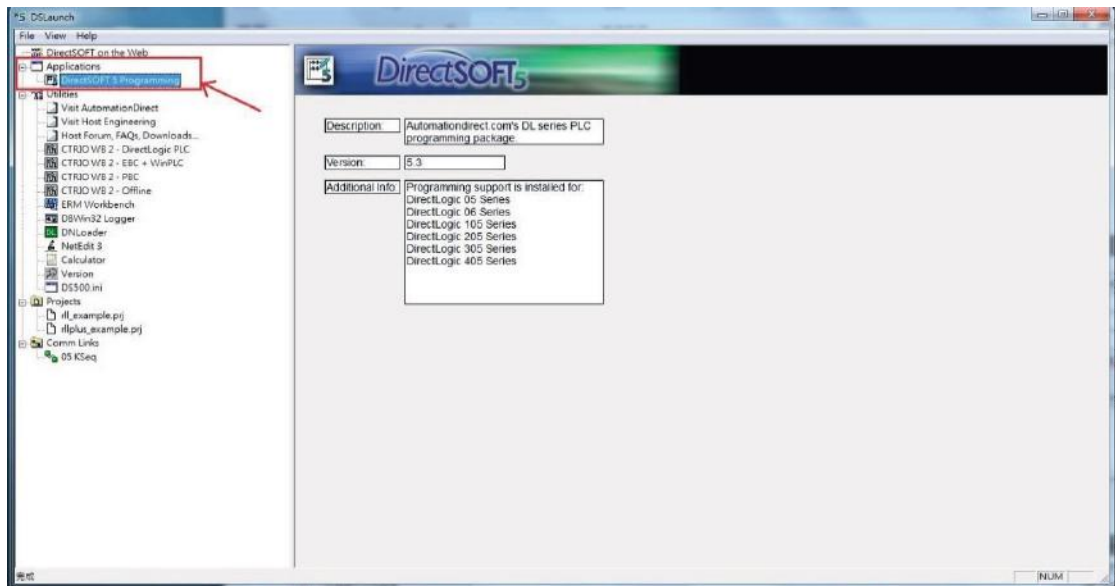 DSLaunch
File View Help
DirectSOFT on the Web
Applications
DirectSOFT 5 Programming
Utilities
Visit AutomationDirect
Visit Host Engineering
Host Forum, FAQs, Downloads...
CTRIO WB 2 - DirectLogic PLC
CTRIO WB 2 - EBC + WinPLC
CTRIO WB 2 - PBC
CTRIO WB 2 - Offline
ERM Workbench
DBWin32 Logger
DNLoader
NetEdit 3
Calculator
Version
DS500.ini
Projects
rll_example.prj
rllplus_example.prj
Comm Links
05 KSeq
DirectSOFT5
Description: Automationdirect.com's DL series PLC
programming package
Version: 5.3
Additional Info: Programming support is installed for:
DirectLogic 05 Series
DirectLogic 06 Series
DirectLogic 105 Series
DirectLogic 205 Series
DirectLogic 305 Series
DirectLogic 405 Series
完成
NUM